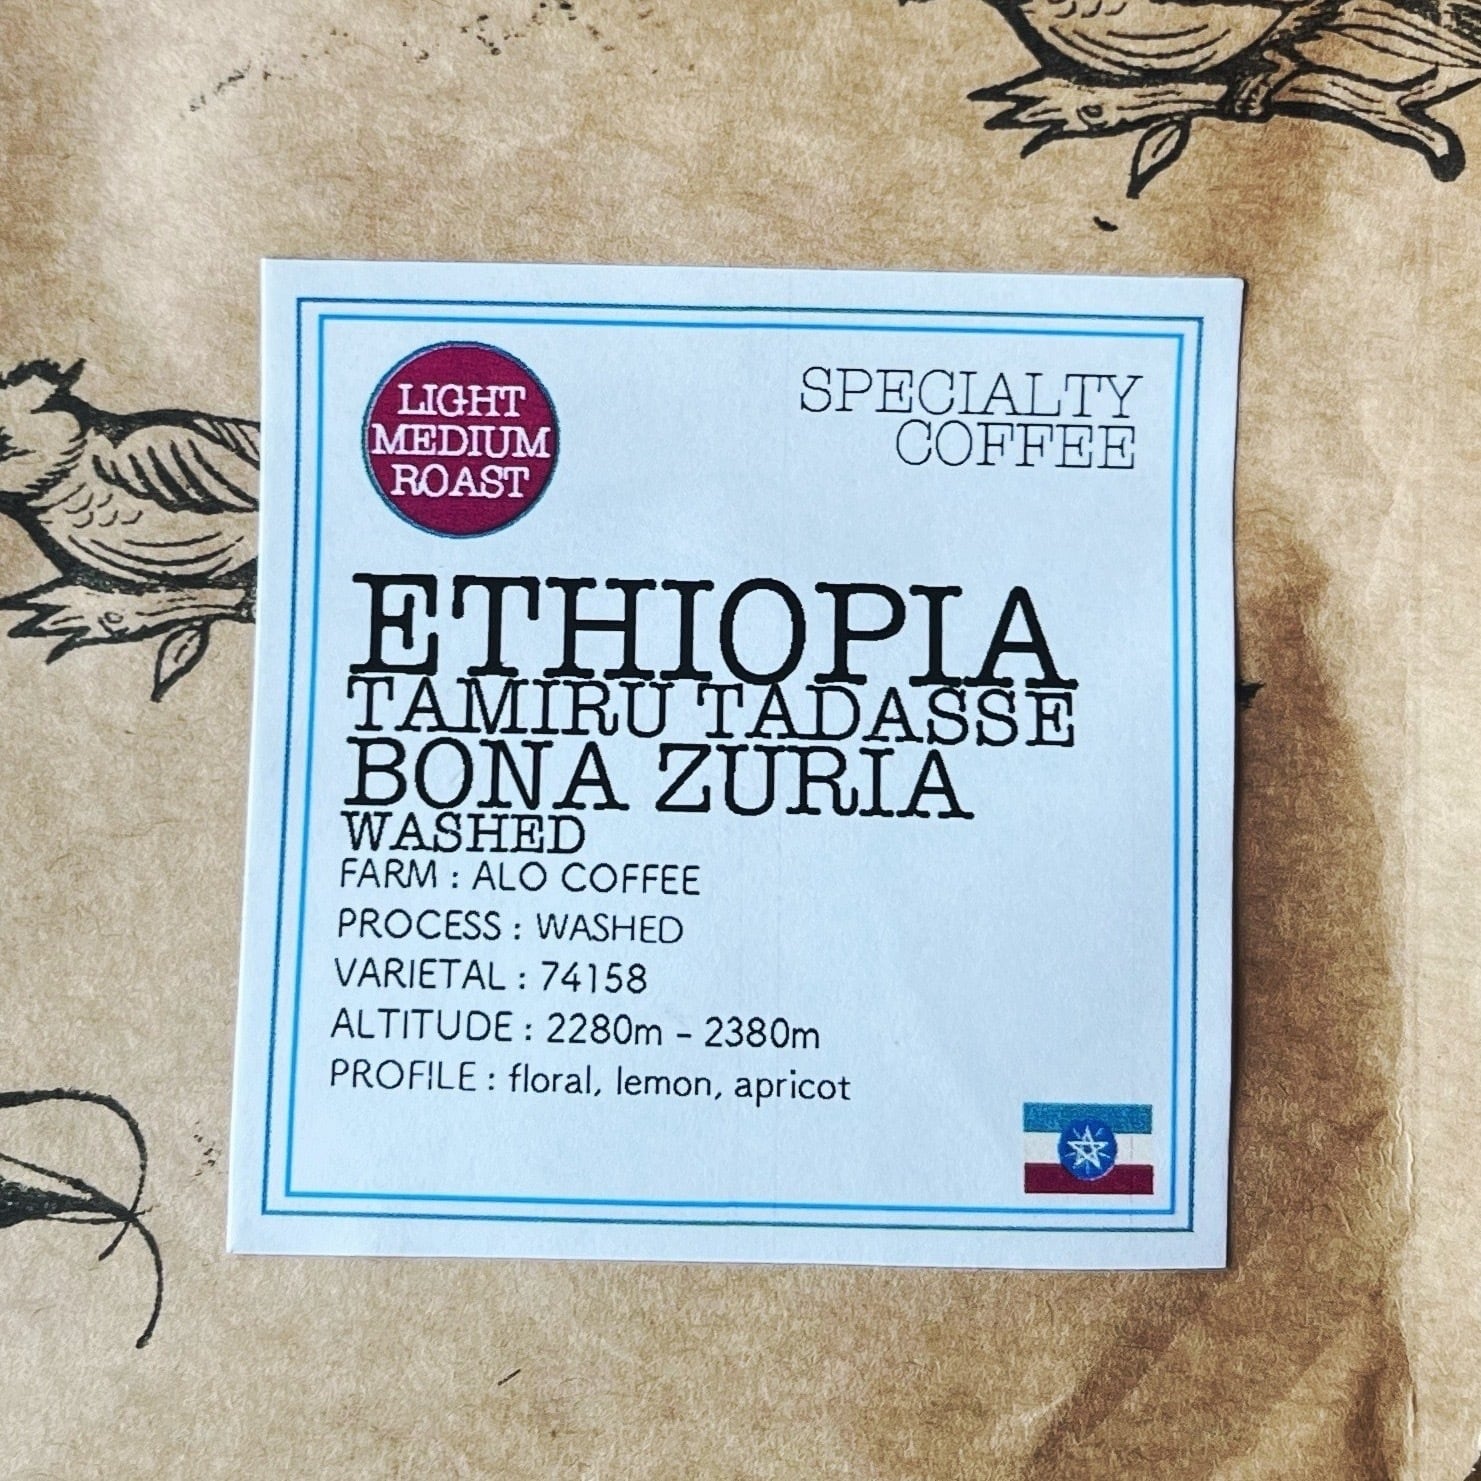 LIGHT
MEDIUM
ROAST
SPECIALTY
COFFEE
ETHIOPIA
TAMIRU TADASSE
BONA ZURIA
WASHED
FARM : ALO COFFEE
PROCESS : WASHED
VARIETAL : 74158
ALTITUDE : 2280m - 2380m
PROFILE : floral, lemon, apricot